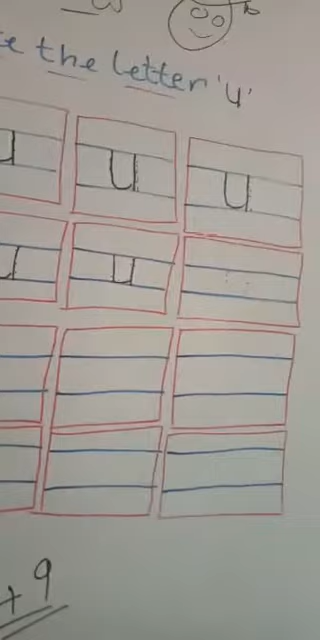 e the letter 'u'
u u u
u u
+ 9